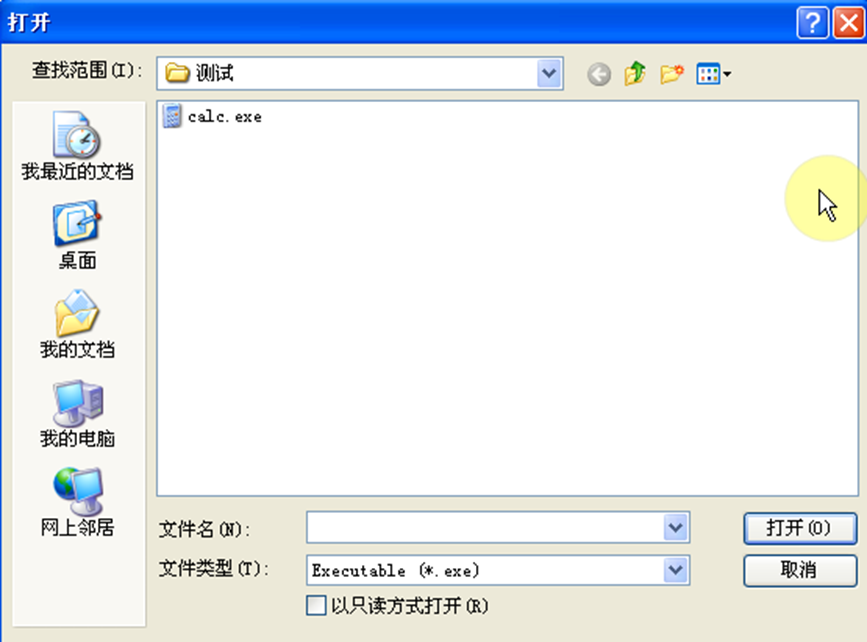 打开
查找范围(I):
测试
calc.exe
我最近的文档
桌面
我的文档
我的电脑
网上邻居
文件名(N):
打开(O)
文件类型(T):
Executable (*.exe)
取消
以只读方式打开(R)